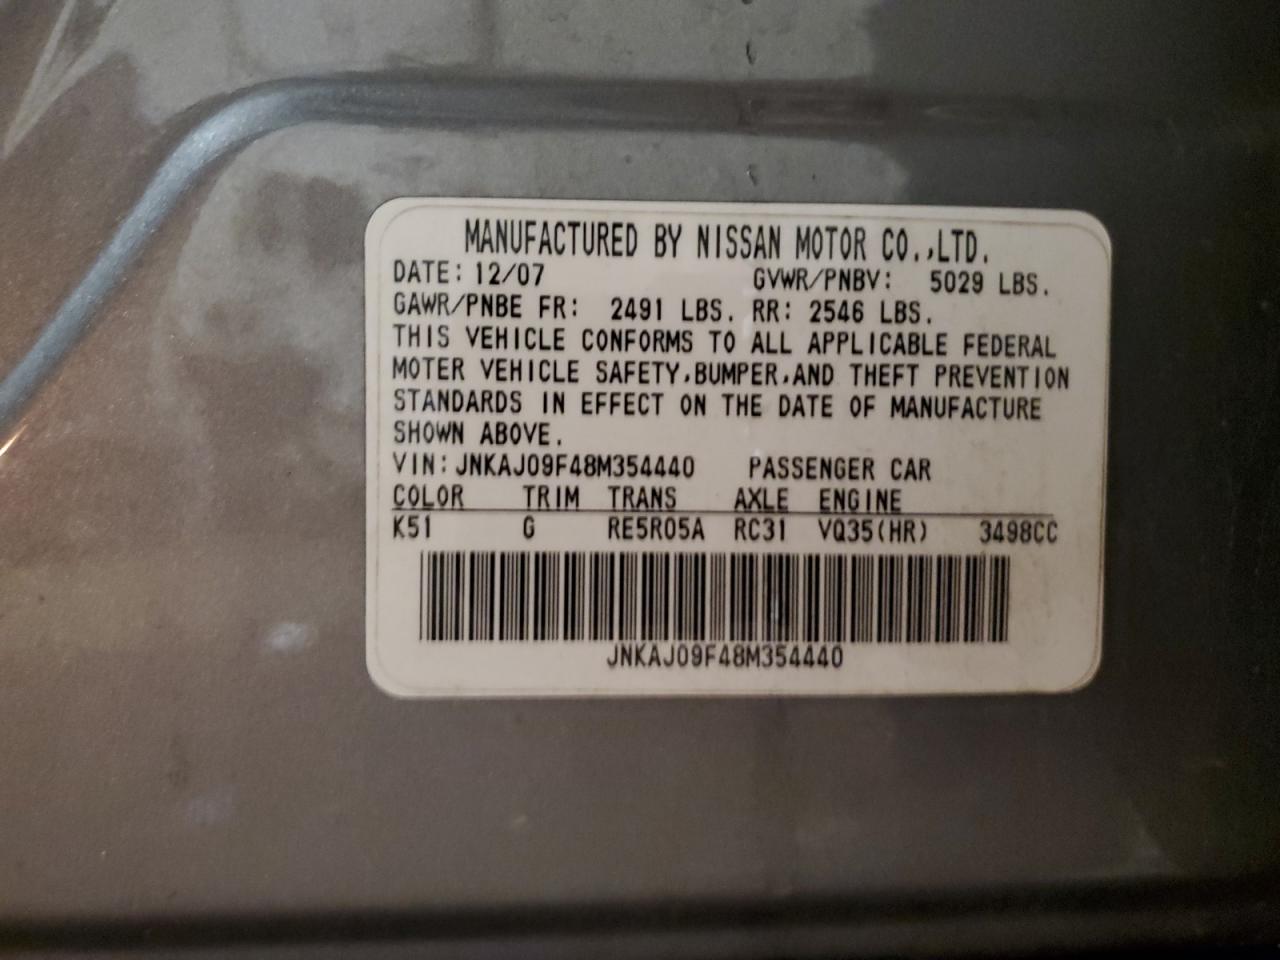 MANUFACTURED BY NISSAN MOTOR CO.,LTD.
DATE: 12/07 GVWR/PNBV: 5029 LBS.
GAWR/PNBE FR: 2491 LBS. RR: 2546 LBS.
THIS VEHICLE CONFORMS TO ALL APPLICABLE FEDERAL
MOTER VEHICLE SAFETY,BUMPER,AND THEFT PREVENTION
STANDARDS IN EFFECT ON THE DATE OF MANUFACTURE
SHOWN ABOVE.
VIN: JNKAJ09F48M354440 PASSENGER CAR
COLOR TRIM TRANS AXLE ENGINE
K51 G RE5R05A RC31 VQ35(HR) 3498CC
JNKAJ09F48M354440